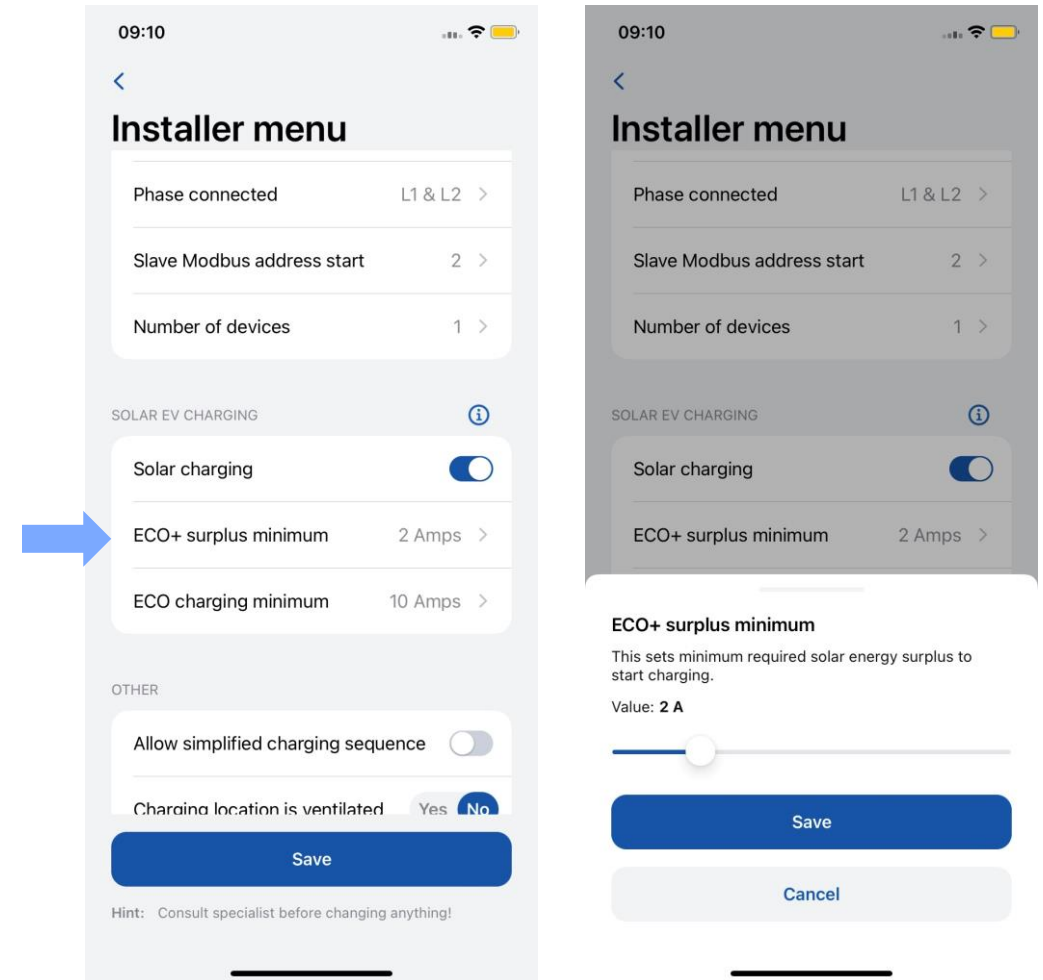 09:10
Installer menu
Phase connected L1 & L2
Slave Modbus address start 2
Number of devices 1
SOLAR EV CHARGING
Solar charging
ECO+ surplus minimum 2 Amps
ECO charging minimum 10 Amps
OTHER
Allow simplified charging sequence
Charging location is ventilated Yes No
Save
Hint: Consult specialist before changing anything!
09:10
Installer menu
Phase connected L1 & L2
Slave Modbus address start 2
Number of devices 1
SOLAR EV CHARGING
Solar charging
ECO+ surplus minimum 2 Amps
ECO+ surplus minimum
This sets minimum required solar energy surplus to
start charging.
Value: 2 A
Save
Cancel